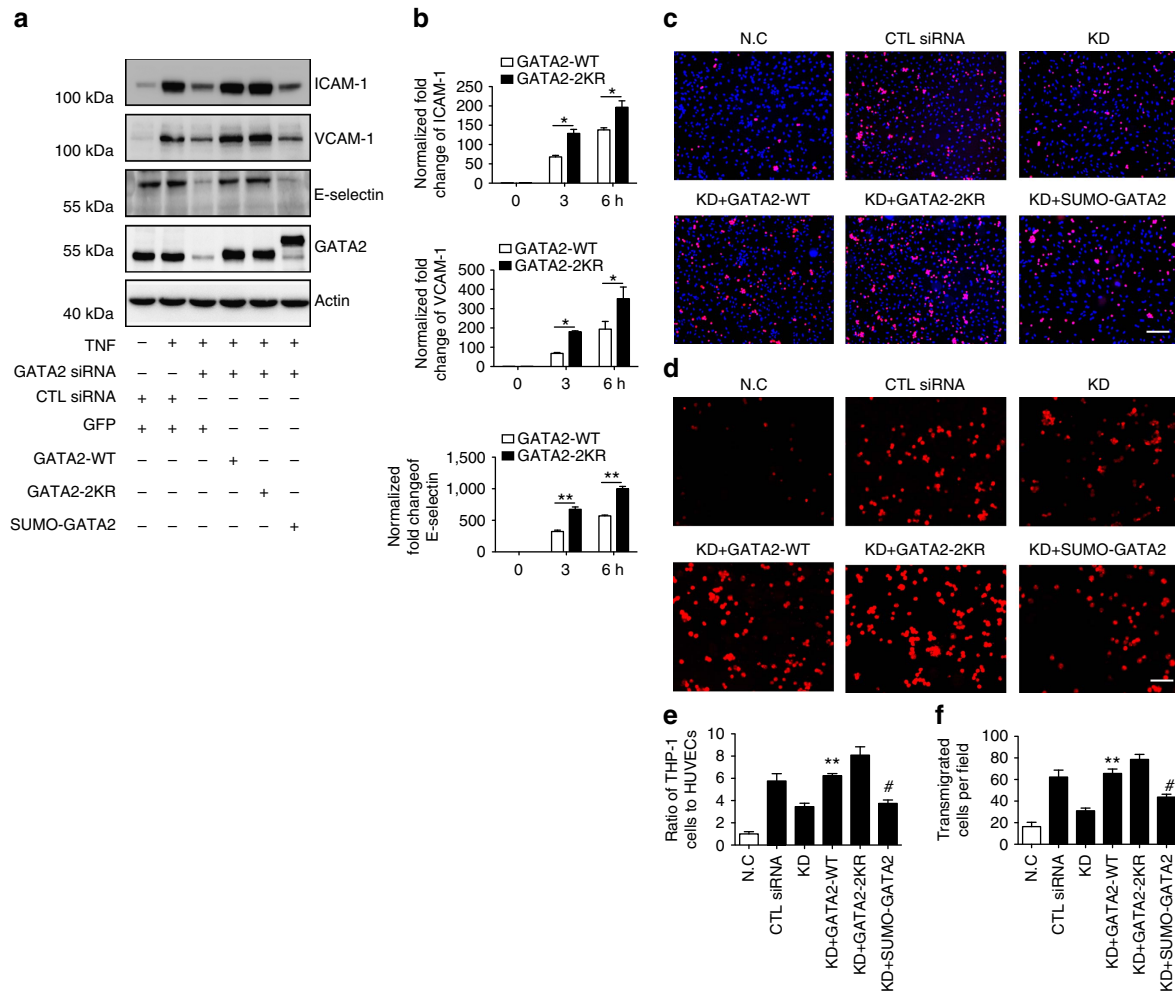 a
100 kDa
ICAM-1
100 kDa
VCAM-1
55 kDa
E-selectin
55 kDa
GATA2
40 kDa
Actin
TNF – + + + + +
GATA2 siRNA – – + + + +
CTL siRNA + + – – – –
GFP + + + – – –
GATA2-WT – – – + – –
GATA2-2KR – – – – + –
SUMO-GATA2 – – – – – +
b
Normalized fold
change of ICAM-1
GATA2-WT
GATA2-2KR
250
200
150
100
50
0
* *
0 3 6 h
Normalized fold
change of VCAM-1
GATA2-WT
GATA2-2KR
500
400
300
200
100
0
* *
0 3 6 h
Normalized
fold changeof
E-selectin
GATA2-WT
GATA2-2KR
1,500
1,000
500
0
** **
0 3 6 h
c
N.C CTL siRNA KD
KD+GATA2-WT KD+GATA2-2KR KD+SUMO-GATA2
d
N.C CTL siRNA KD
KD+GATA2-WT KD+GATA2-2KR KD+SUMO-GATA2
e
Ratio of THP-1
cells to HUVECs
10
8
6
4
2
0
** #
N.C
CTL siRNA
KD
KD+GATA2-WT
KD+GATA2-2KR
KD+SUMO-GATA2
f
Transmigrated
cells per field
100
80
60
40
20
0
** #
N.C
CTL siRNA
KD
KD+GATA2-WT
KD+GATA2-2KR
KD+SUMO-GATA2